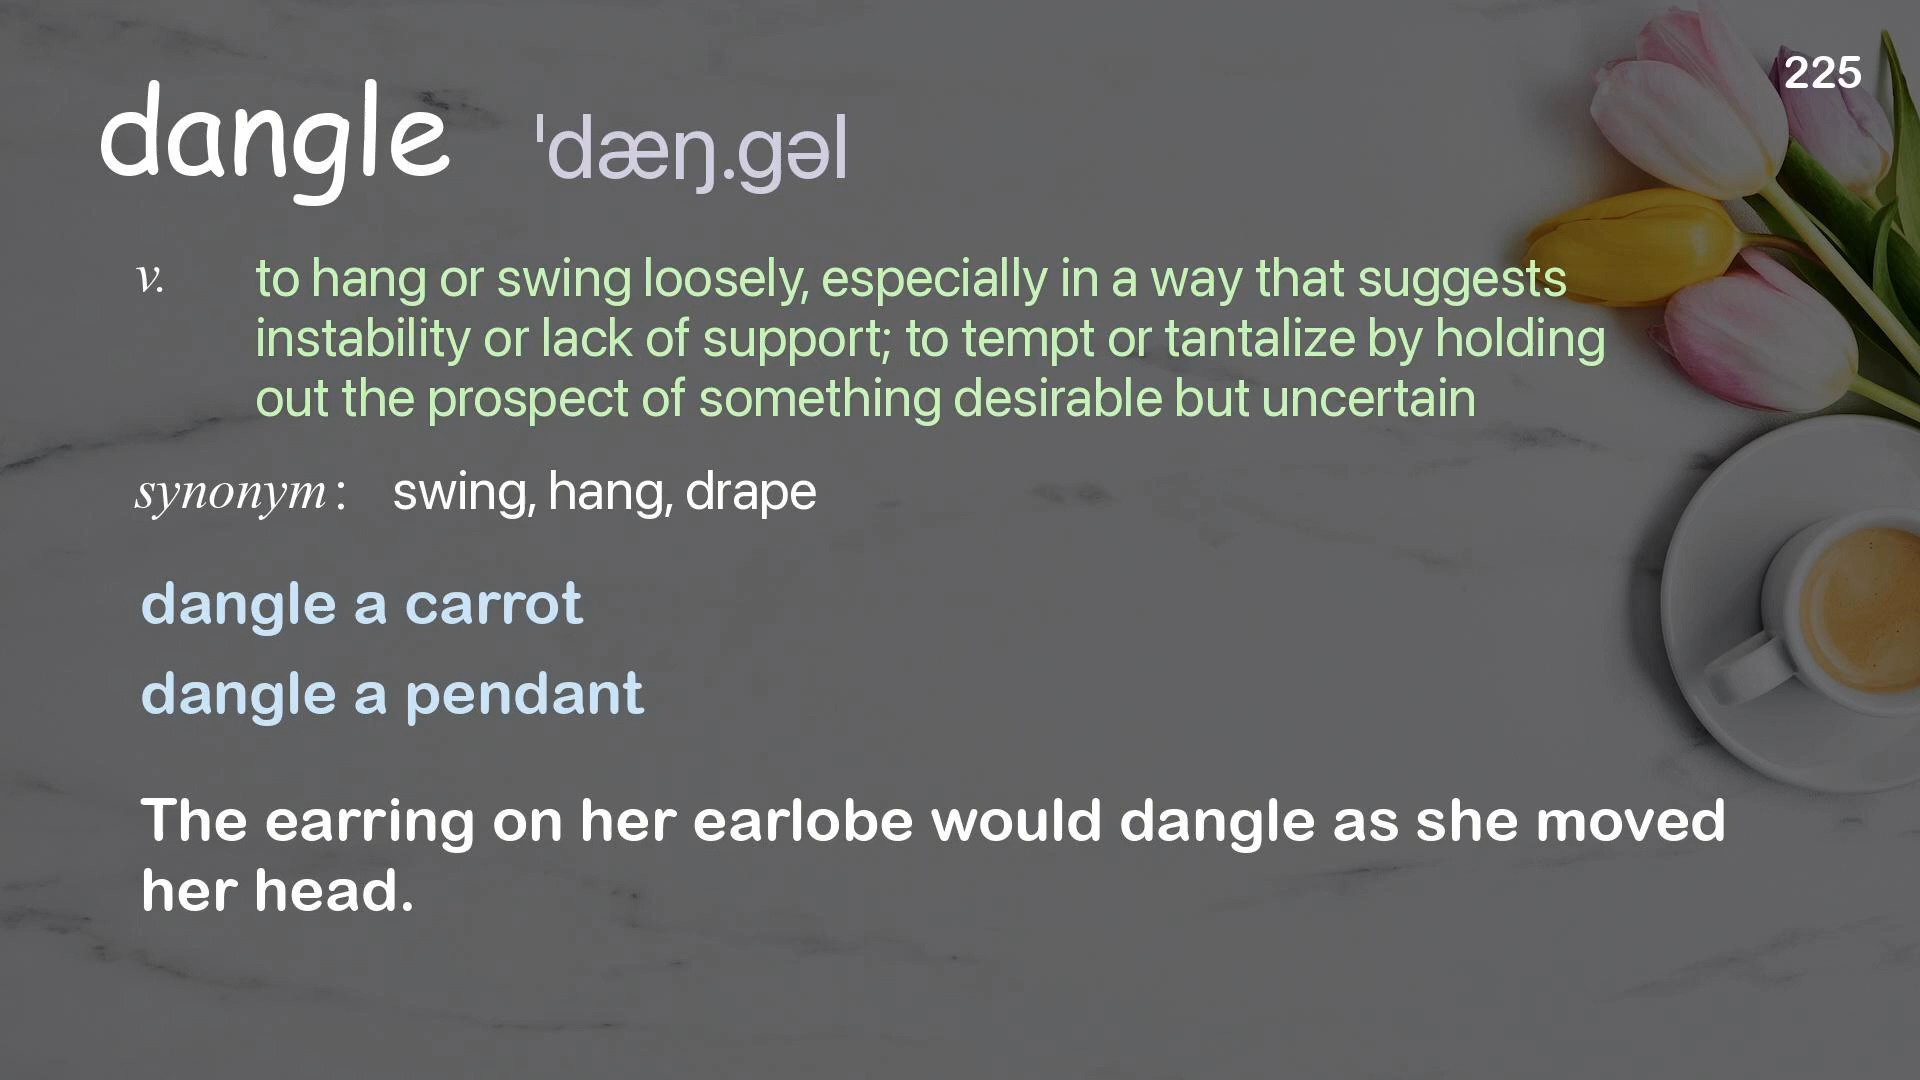 225
dangle ˈdæŋ.gəl
v. to hang or swing loosely, especially in a way that suggests
instability or lack of support; to tempt or tantalize by holding
out the prospect of something desirable but uncertain
synonym: swing, hang, drape
dangle a carrot
dangle a pendant
The earring on her earlobe would dangle as she moved
her head.